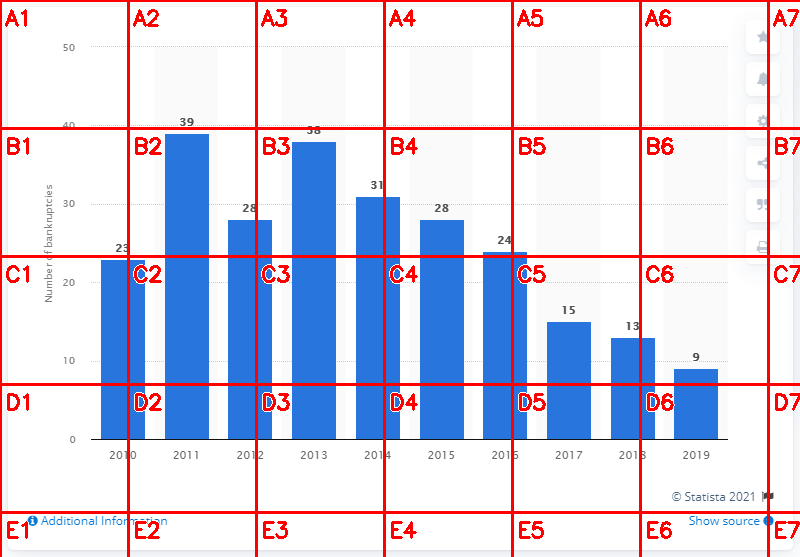 A1 A2 A3 A4 A5 A6 A7
50
39
40
38
B1 B2 B3 B4 B5 B6 B7
31
30
28
28
24
23
Number of bankruptcies
C1 C2 C3 C4 C5 C6 C7
20
15
13
10
9
D1 D2 D3 D4 D5 D6 D7
0
2010 2011 2012 2013 2014 2015 2016 2017 2018 2019
© Statista 2021
Additional Information
Show source
E1 E2 E3 E4 E5 E6 E7